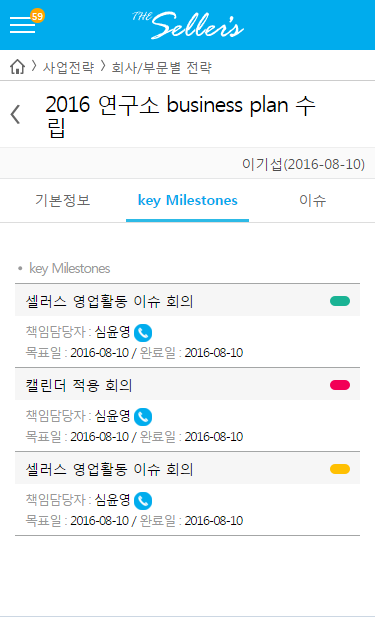 59
THE Seller's
사업전략 > 회사/부문별 전략
2016 연구소 business plan 수
립
이기섭(2016-08-10)
기본정보 key Milestones 이슈
• key Milestones
셀러스 영업활동 이슈 회의
책임담당자 : 심윤영
목표일 : 2016-08-10 / 완료일 : 2016-08-10
캘린더 적용 회의
책임담당자 : 심윤영
목표일 : 2016-08-10 / 완료일 : 2016-08-10
셀러스 영업활동 이슈 회의
책임담당자 : 심윤영
목표일 : 2016-08-10 / 완료일 : 2016-08-10